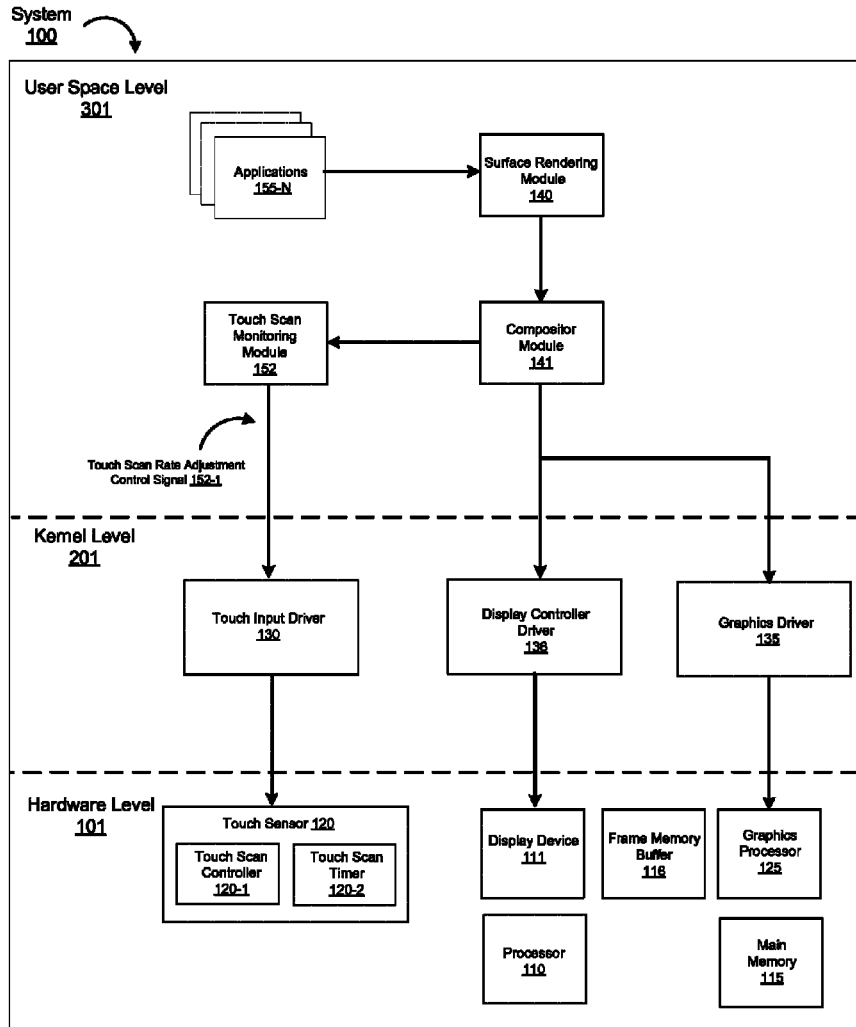 System
100
User Space Level
301
Applications
155-N
Surface Rendering
Module
140
Touch Scan
Monitoring
Module
152
Compositor
Module
141
Touch Scan Rate Adjustment
Control Signal 152-1
Kernel Level
201
Touch Input Driver
130
Display Controller
Driver
136
Graphics Driver
135
Hardware Level
101
Touch Sensor 120
Touch Scan
Controller
120-1
Touch Scan
Timer
120-2
Display Device
111
Frame Memory
Buffer
116
Graphics
Processor
125
Processor
110
Main
Memory
115